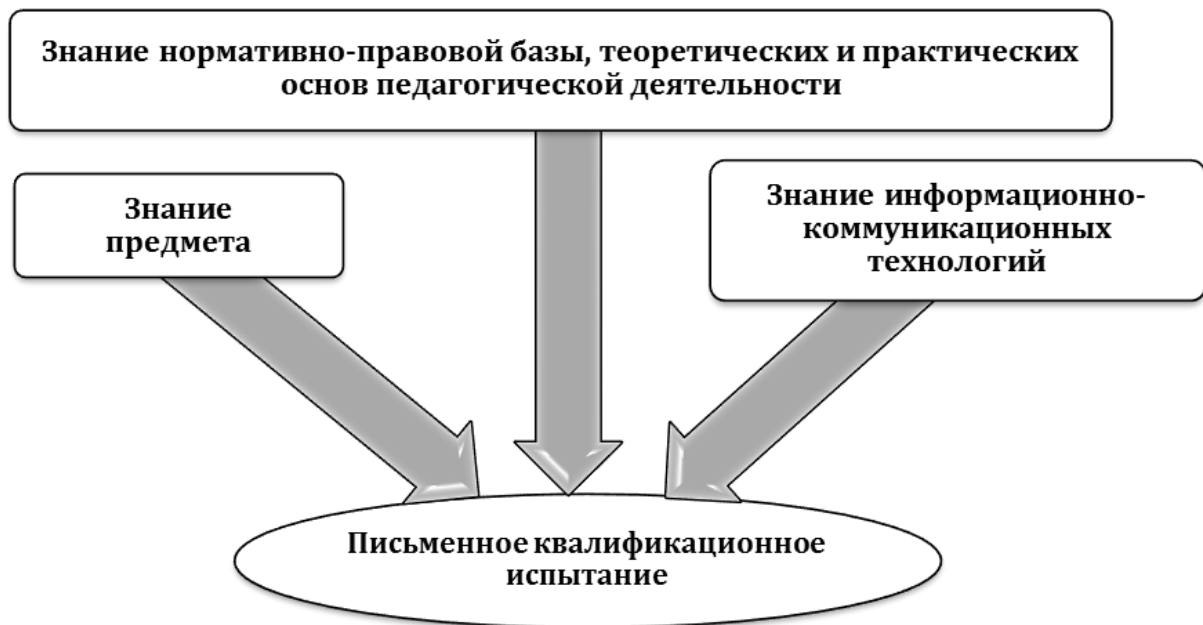 Знание нормативно-правовой базы, теоретических и практических
основ педагогической деятельности
Знание
предмета
Знание информационно-
коммуникационных
технологий
Письменное квалификационное
испытание